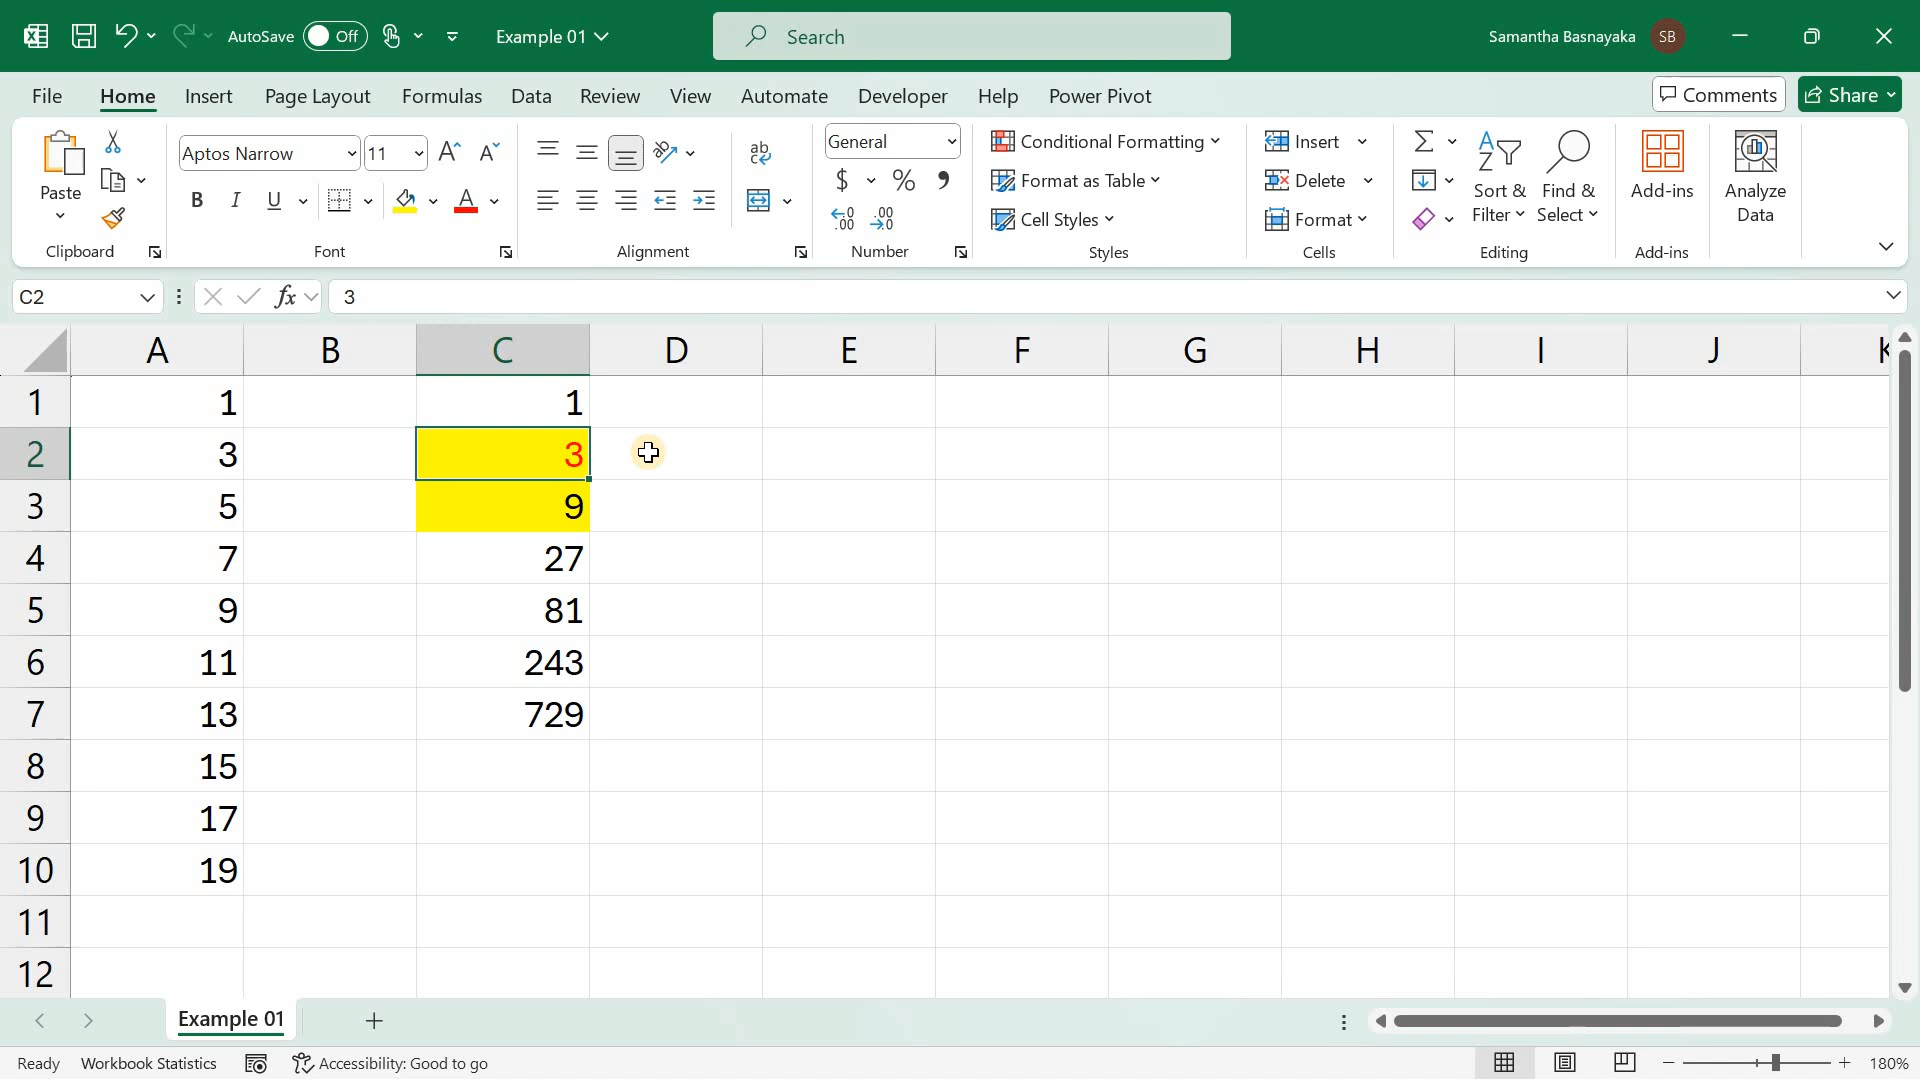 AutoSave Off Example 01 Search Samantha Basnayaka SB
File Home Insert Page Layout Formulas Data Review View Automate Developer Help Power Pivot Comments Share
Paste
Clipboard
Aptos Narrow 11
A A
B I U A
Font
ab
Alignment
General
$ % 9
.00 .00
Number
Conditional Formatting
Format as Table
Cell Styles
Styles
Insert
Delete
Format
Cells
Sort & Filter
Find & Select
Editing
Add-ins
Add-ins
Analyze Data
C2 fx 3
A B C D E F G H I J K
1 1 1
2 3 3
3 5 9
4 7 27
5 9 81
6 11 243
7 13 729
8 15
9 17
10 19
11
12
Example 01
Ready Workbook Statistics Accessibility: Good to go 180%